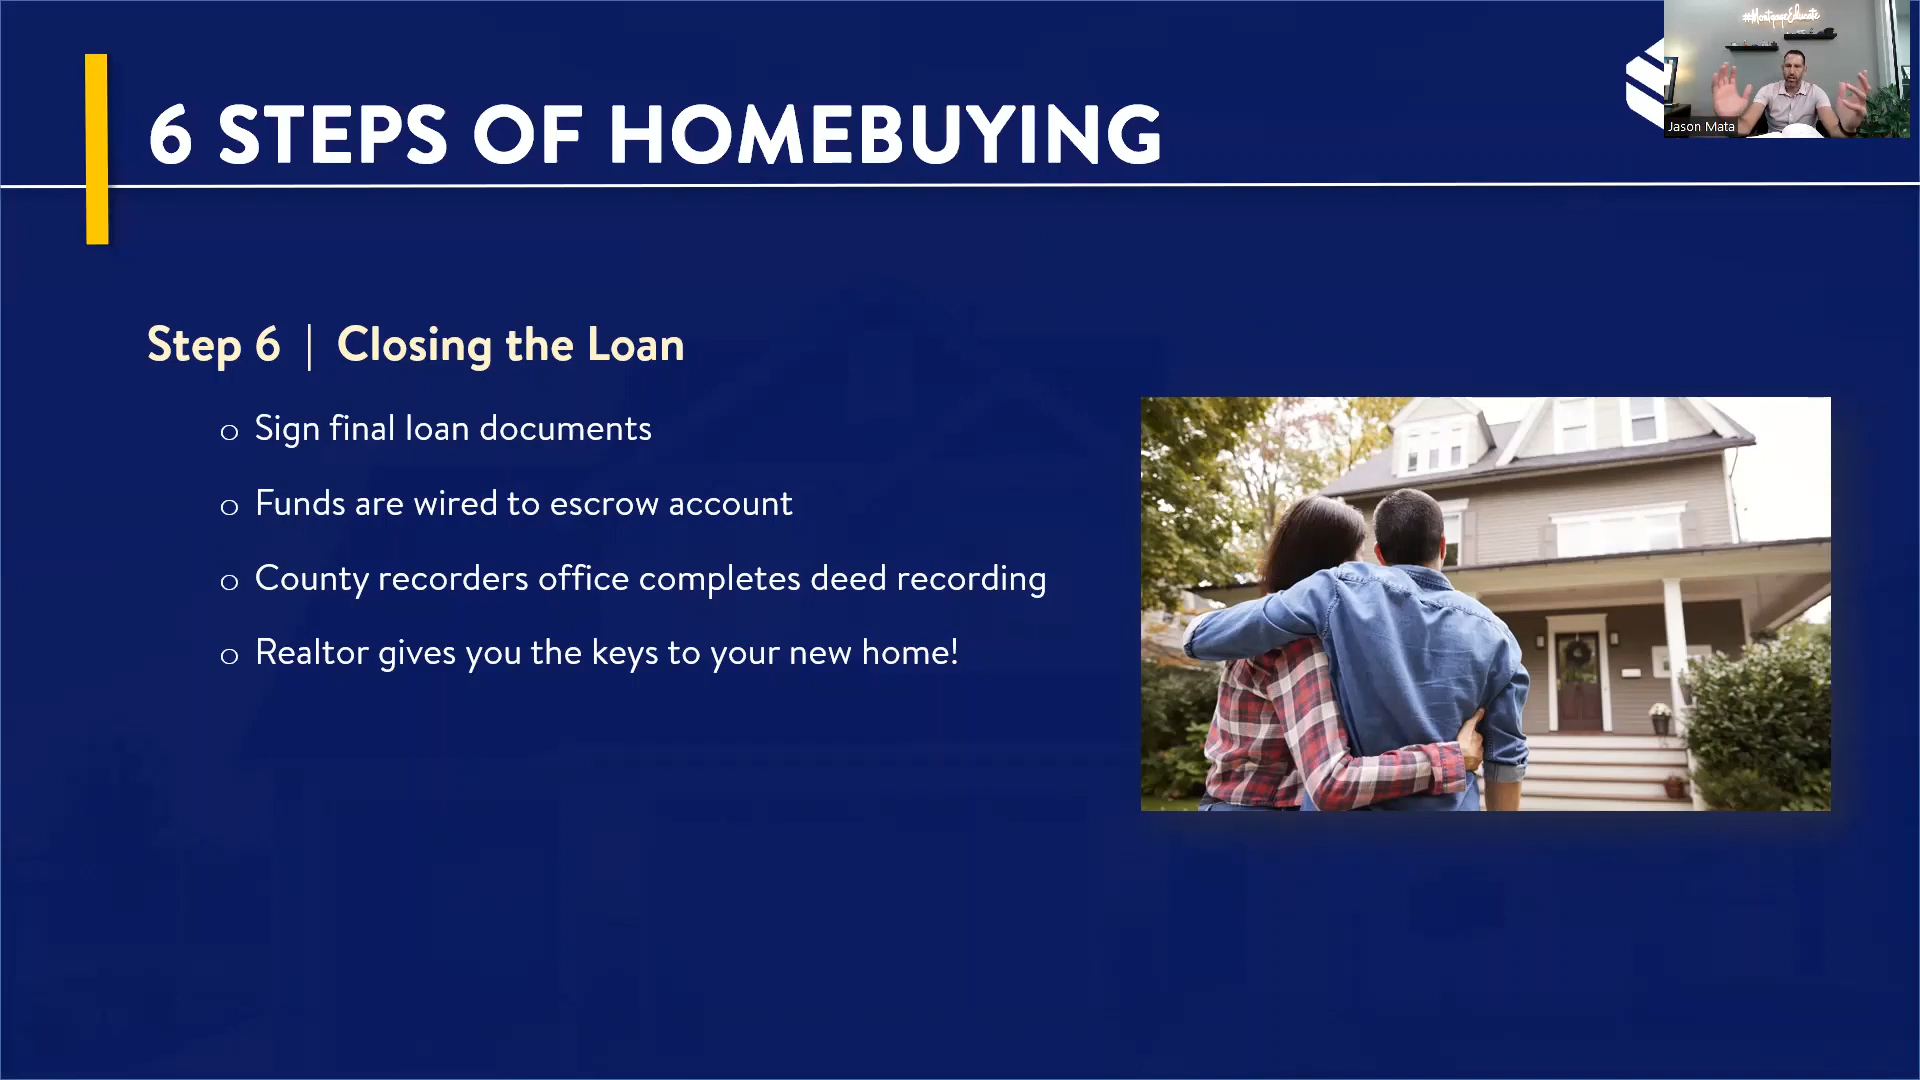 #MortgageEducate
Jason Mata
6 STEPS OF HOMEBUYING
Step 6 | Closing the Loan
o Sign final loan documents
o Funds are wired to escrow account
o County recorders office completes deed recording
o Realtor gives you the keys to your new home!